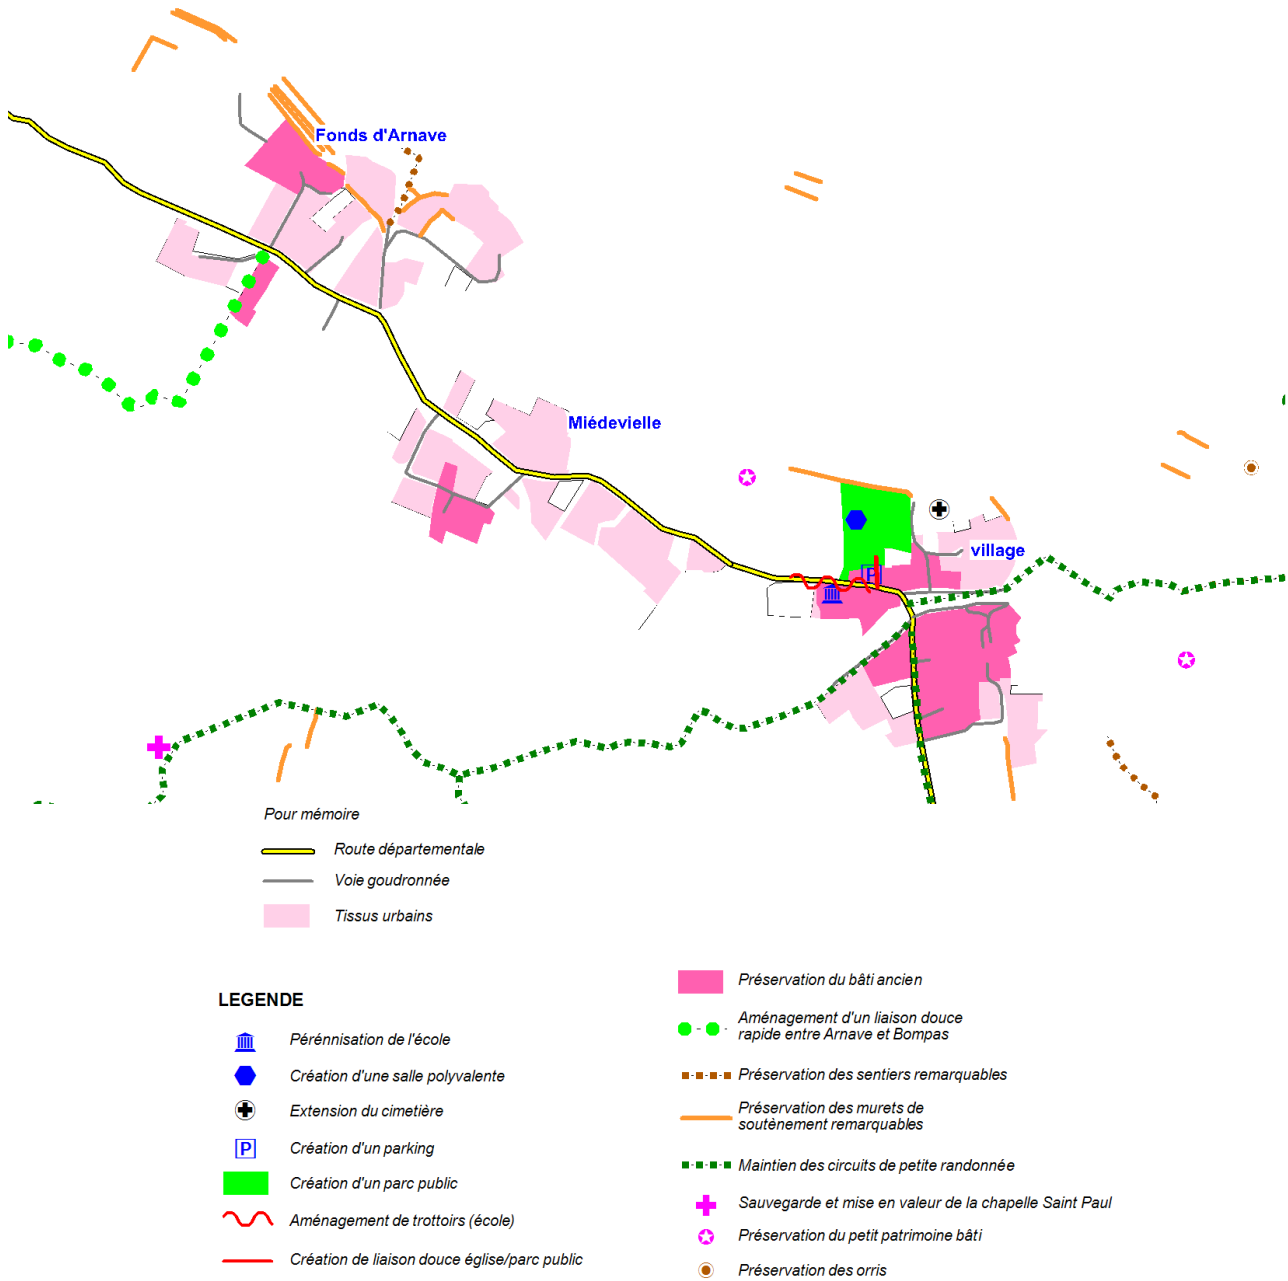 Fonds d'Arnave
Miédevielle
village
P
Pour mémoire
Route départementale
Voie goudronnée
Tissus urbains
LEGENDE
Pérénnisation de l'école
Création d'une salle polyvalente
Extension du cimetière
P
Création d'un parking
Création d'un parc public
Aménagement de trottoirs (école)
Création de liaison douce église/parc public
Préservation du bâti ancien
Aménagement d'un liaison douce
rapide entre Arnave et Bompas
Préservation des sentiers remarquables
Préservation des murets de
soutènement remarquables
Maintien des circuits de petite randonnée
Sauvegarde et mise en valeur de la chapelle Saint Paul
Préservation du petit patrimoine bâti
Préservation des orris